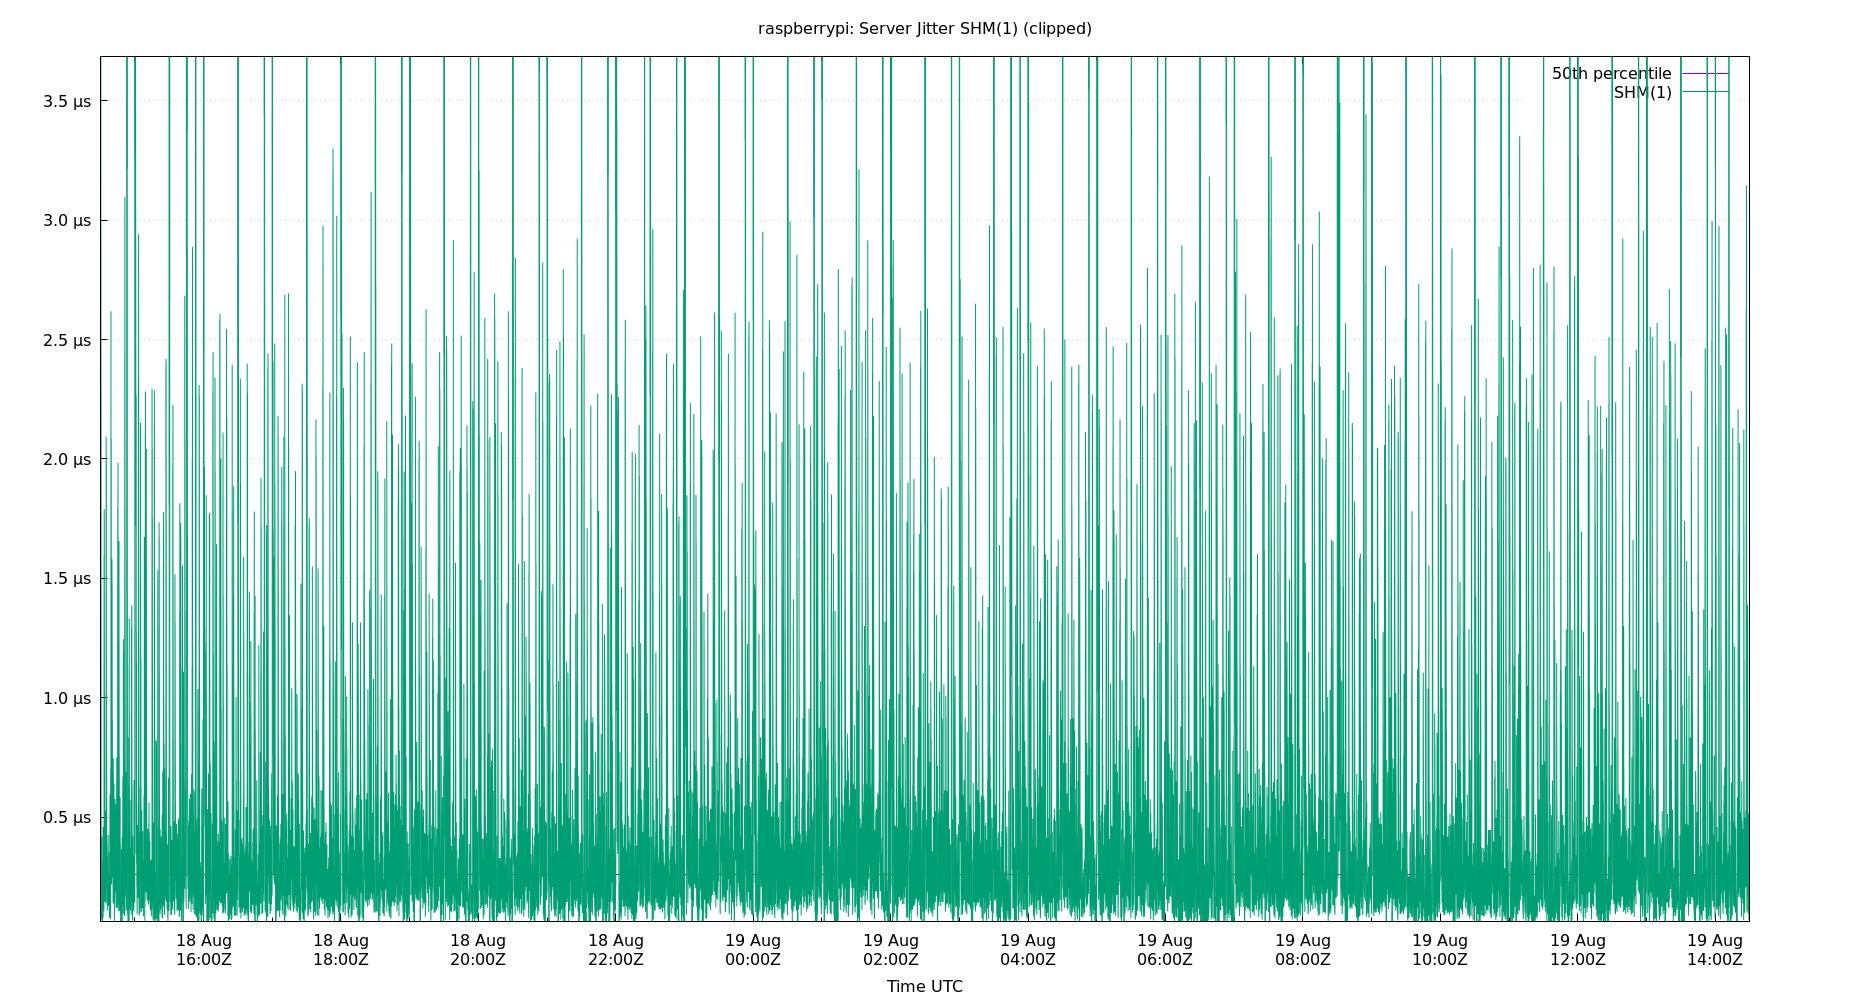 raspberrypi: Server Jitter SHM(1) (clipped)
50th percentile
SHM(1)
3.5 µs
3.0 µs
2.5 µs
2.0 µs
1.5 µs
1.0 µs
0.5 µs
18 Aug 18 Aug 18 Aug 18 Aug 19 Aug 19 Aug 19 Aug 19 Aug 19 Aug 19 Aug 19 Aug 19 Aug
16:00Z 18:00Z 20:00Z 22:00Z 00:00Z 02:00Z 04:00Z 06:00Z 08:00Z 10:00Z 12:00Z 14:00Z
Time UTC